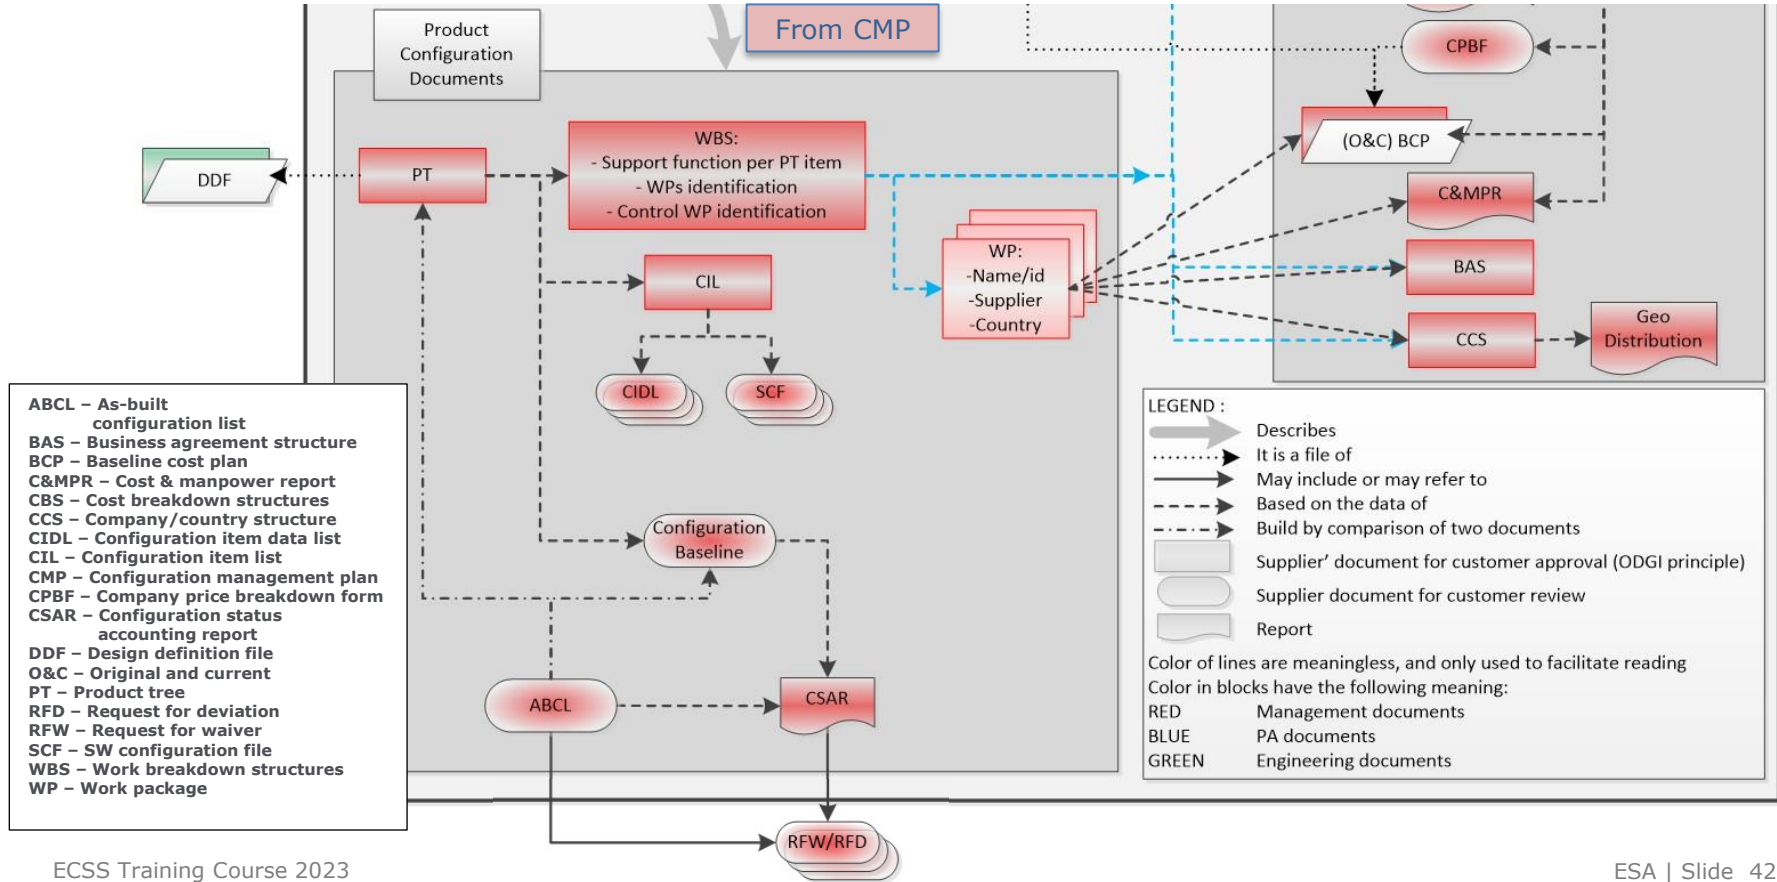 From CMP
Product
Configuration
Documents
CPBF
(O&C) BCP
DDF
PT
WBS:
- Support function per PT item
- WPs identification
- Control WP identification
C&MPR
WP:
-Name/id
-Supplier
-Country
BAS
CIL
CCS
Geo
Distribution
CIDL
SCF
ABCL – As-built
configuration list
BAS – Business agreement structure
BCP – Baseline cost plan
C&MPR – Cost & manpower report
CBS – Cost breakdown structures
CCS – Company/country structure
CIDL – Configuration item data list
CIL – Configuration item list
CMP – Configuration management plan
CPBF – Company price breakdown form
CSAR – Configuration status
accounting report
DDF – Design definition file
O&C – Original and current
PT – Product tree
RFD – Request for deviation
RFW – Request for waiver
SCF – SW configuration file
WBS – Work breakdown structures
WP – Work package
Configuration
Baseline
ABCL
CSAR
RFW/RFD
LEGEND :
Describes
It is a file of
May include or may refer to
Based on the data of
Build by comparison of two documents
Supplier' document for customer approval (ODGI principle)
Supplier document for customer review
Report
Color of lines are meaningless, and only used to facilitate reading
Color in blocks have the following meaning:
RED Management documents
BLUE PA documents
GREEN Engineering documents
ECSS Training Course 2023
ESA | Slide 42